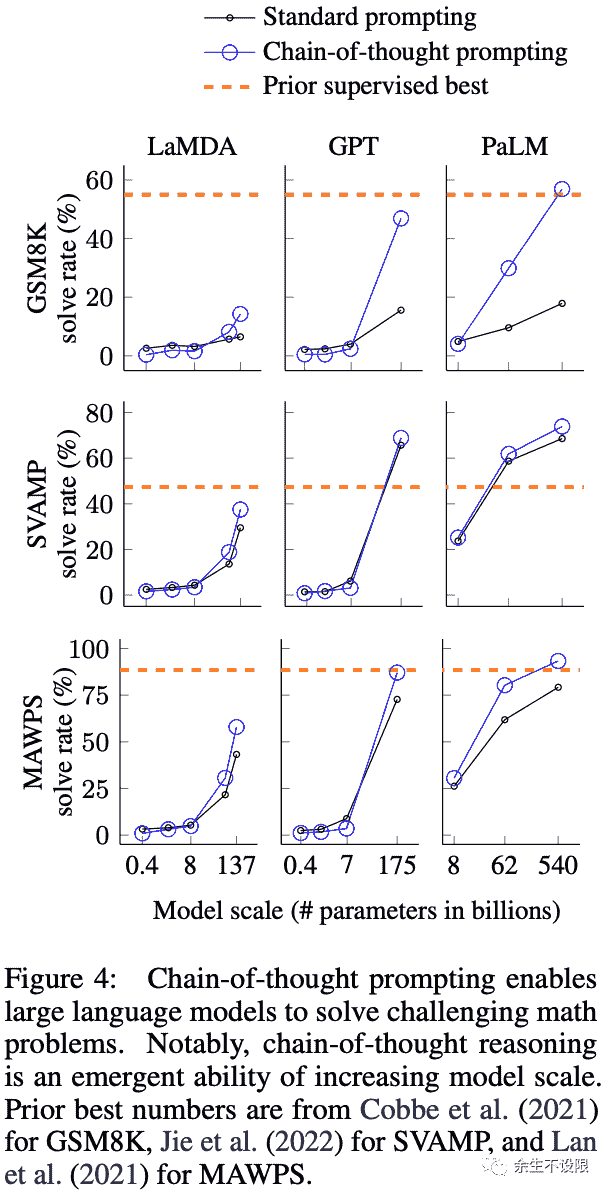 Standard prompting
Chain-of-thought prompting
Prior supervised best
LaMDA GPT PaLM
GSM8K
solve rate (%)
60
40
20
0
SVAMP
solve rate (%)
80
60
40
20
0
MAWPS
solve rate (%)
100
75
50
25
0
0.4 8 137 0.4 7 175 8 62 540
Model scale (# parameters in billions)
Figure 4: Chain-of-thought prompting enables
large language models to solve challenging math
problems. Notably, chain-of-thought reasoning
is an emergent ability of increasing model scale.
Prior best numbers are from Cobbe et al. (2021)
for GSM8K, Jie et al. (2022) for SVAMP, and Lan
et al. (2021) for MAWPS.
余生不设限